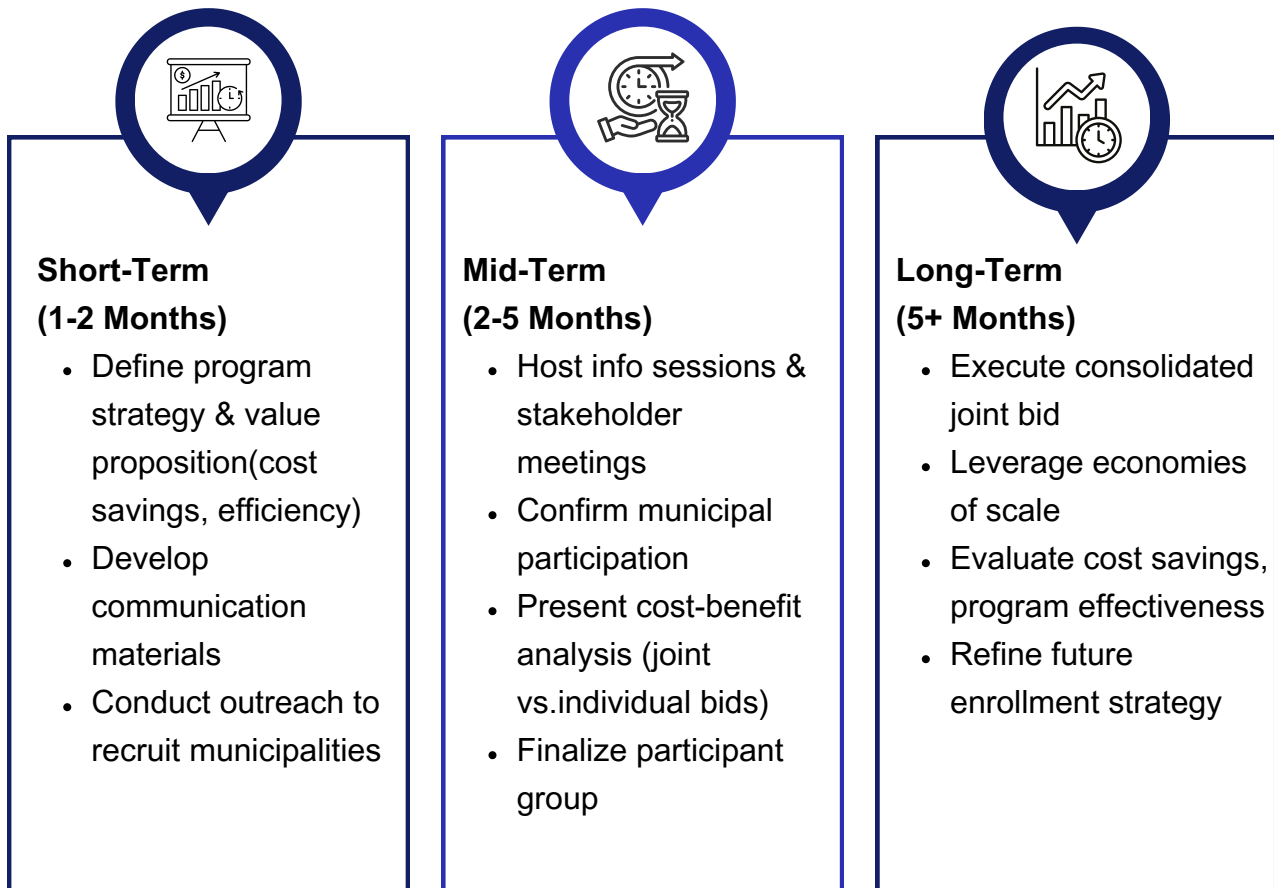 Short-Term
(1-2 Months)
• Define program
strategy & value
proposition(cost
savings, efficiency)
• Develop
communication
materials
• Conduct outreach to
recruit municipalities
Mid-Term
(2-5 Months)
• Host info sessions &
stakeholder
meetings
• Confirm municipal
participation
• Present cost-benefit
analysis (joint
vs.individual bids)
• Finalize participant
group
Long-Term
(5+ Months)
• Execute consolidated
joint bid
• Leverage economies
of scale
• Evaluate cost savings,
program effectiveness
• Refine future
enrollment strategy